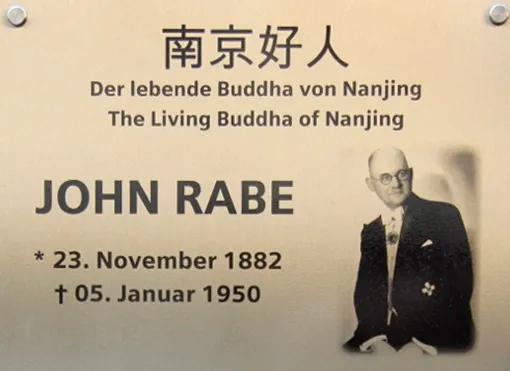 南京好人
Der lebende Buddha von Nanjing
The Living Buddha of Nanjing
JOHN RABE
* 23. November 1882
† 05. Januar 1950